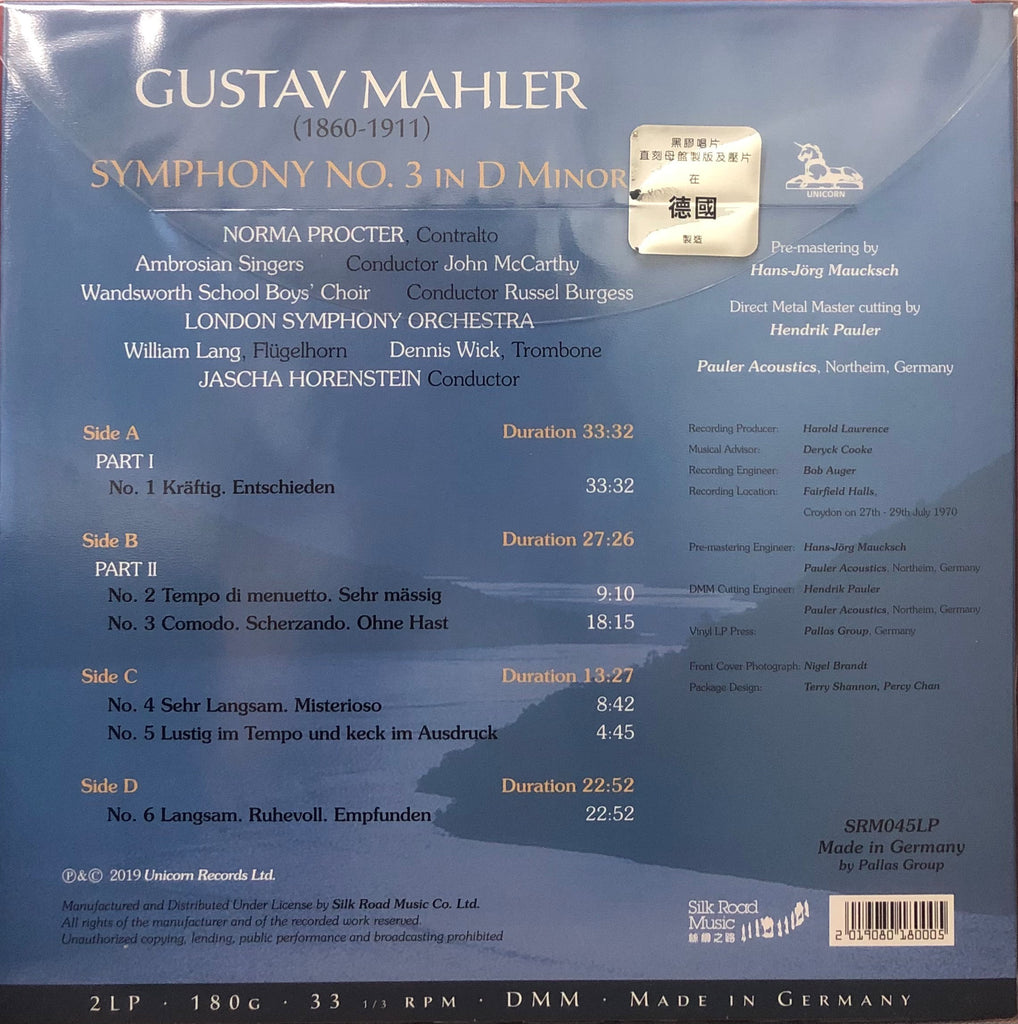 GUSTAV MAHLER
(1860-1911)
SYMPHONY NO. 3 IN D MINOR
黑膠唱片
直刻母盤製版及壓片
在
德國
製造
UNICORN
NORMA PROCTER, Contralto
Ambrosian Singers Conductor John McCarthy
Wandsworth School Boys' Choir Conductor Russel Burgess
LONDON SYMPHONY ORCHESTRA
William Lang, Flügelhorn Dennis Wick, Trombone
JASCHA HORENSTEIN Conductor
Pre-mastering by
Hans-Jörg Maucksch
Direct Metal Master cutting by
Hendrik Pauler
Pauler Acoustics, Northeim, Germany
Side A Duration 33:32
PART I
No. 1 Kräftig. Entschieden 33:32
Side B Duration 27:26
PART II
No. 2 Tempo di menuetto. Sehr mässig 9:10
No. 3 Comodo. Scherzando. Ohne Hast 18:15
Side C Duration 13:27
No. 4 Sehr Langsam. Misterioso 8:42
No. 5 Lustig im Tempo und keck im Ausdruck 4:45
Side D Duration 22:52
No. 6 Langsam. Ruhevoll. Empfunden 22:52
Recording Producer: Harold Lawrence
Musical Advisor: Deryck Cooke
Recording Engineer: Bob Auger
Recording Location: Fairfield Halls,
Croydon on 27th - 29th July 1970
Pre-mastering Engineer: Hans-Jörg Maucksch
Pauler Acoustics, Northeim, Germany
DMM Cutting Engineer: Hendrik Pauler
Pauler Acoustics, Northeim, Germany
Vinyl LP Press: Pallas Group, Germany
Front Cover Photograph: Nigel Brandt
Package Design: Terry Shannon, Percy Chan
SRM045LP
Made in Germany
by Pallas Group
℗&© 2019 Unicorn Records Ltd.
Manufactured and Distributed Under License by Silk Road Music Co. Ltd.
All rights of the manufacturer and of the recorded work reserved.
Unauthorized copying, lending, public performance and broadcasting prohibited
Silk Road
Music
絲綢之路
2 019080 180005
2LP · 180G · 33 1/3 RPM · DMM · MADE IN GERMANY